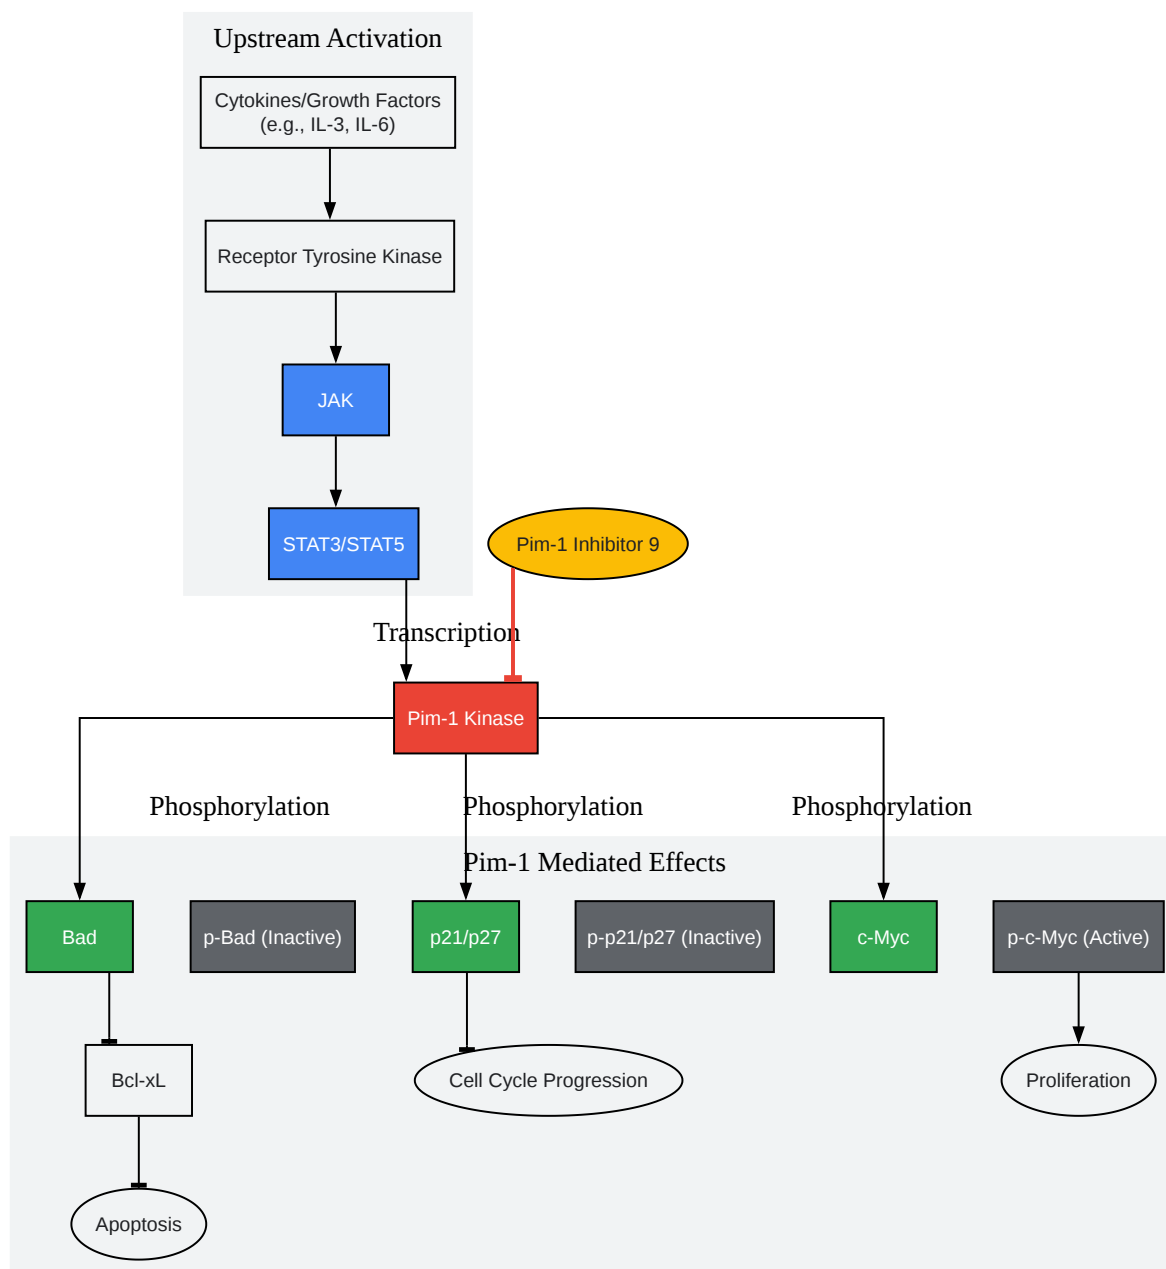 Upstream Activation
Cytokines/Growth Factors
(e.g., IL-3, IL-6)
Receptor Tyrosine Kinase
JAK
STAT3/STAT5
Pim-1 Inhibitor 9
Transcription
Pim-1 Kinase
Phosphorylation
Phosphorylation
Phosphorylation
Pim-1 Mediated Effects
Bad
p-Bad (Inactive)
p21/p27
p-p21/p27 (Inactive)
c-Myc
p-c-Myc (Active)
Bcl-xL
Cell Cycle Progression
Proliferation
Apoptosis